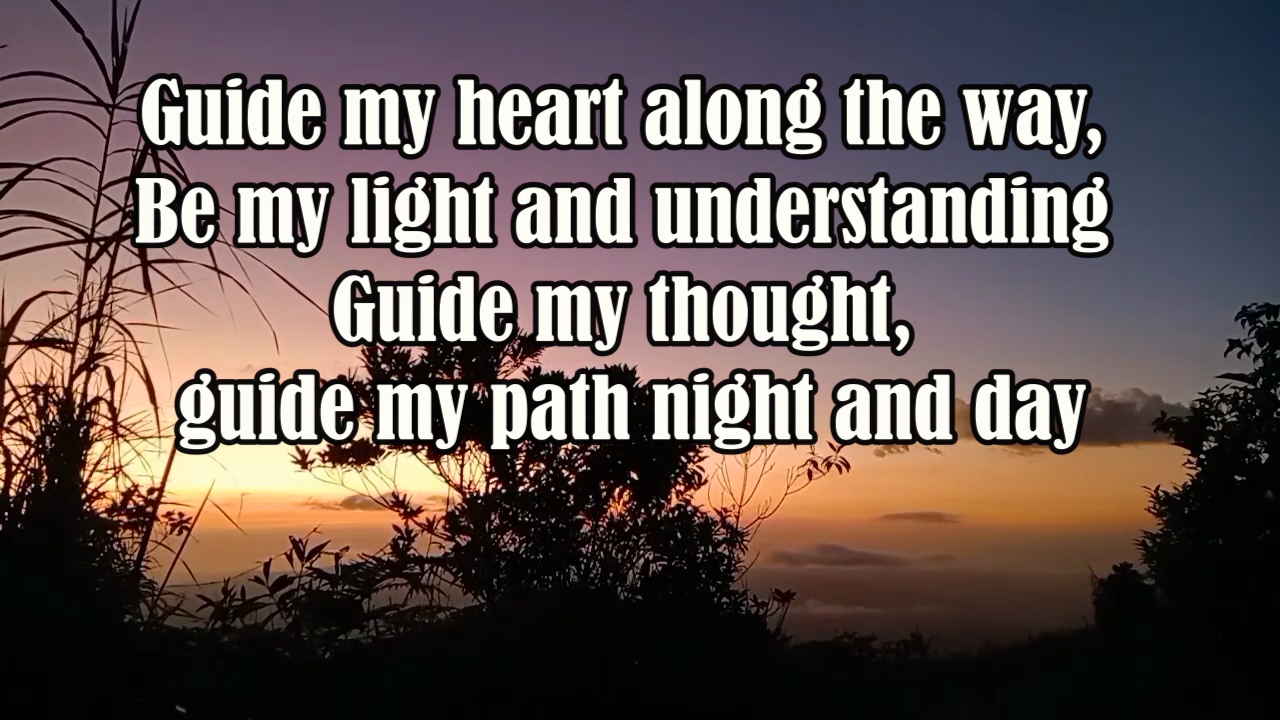 Guide my heart along the way,
Be my light and understanding
Guide my thought,
guide my path night and day